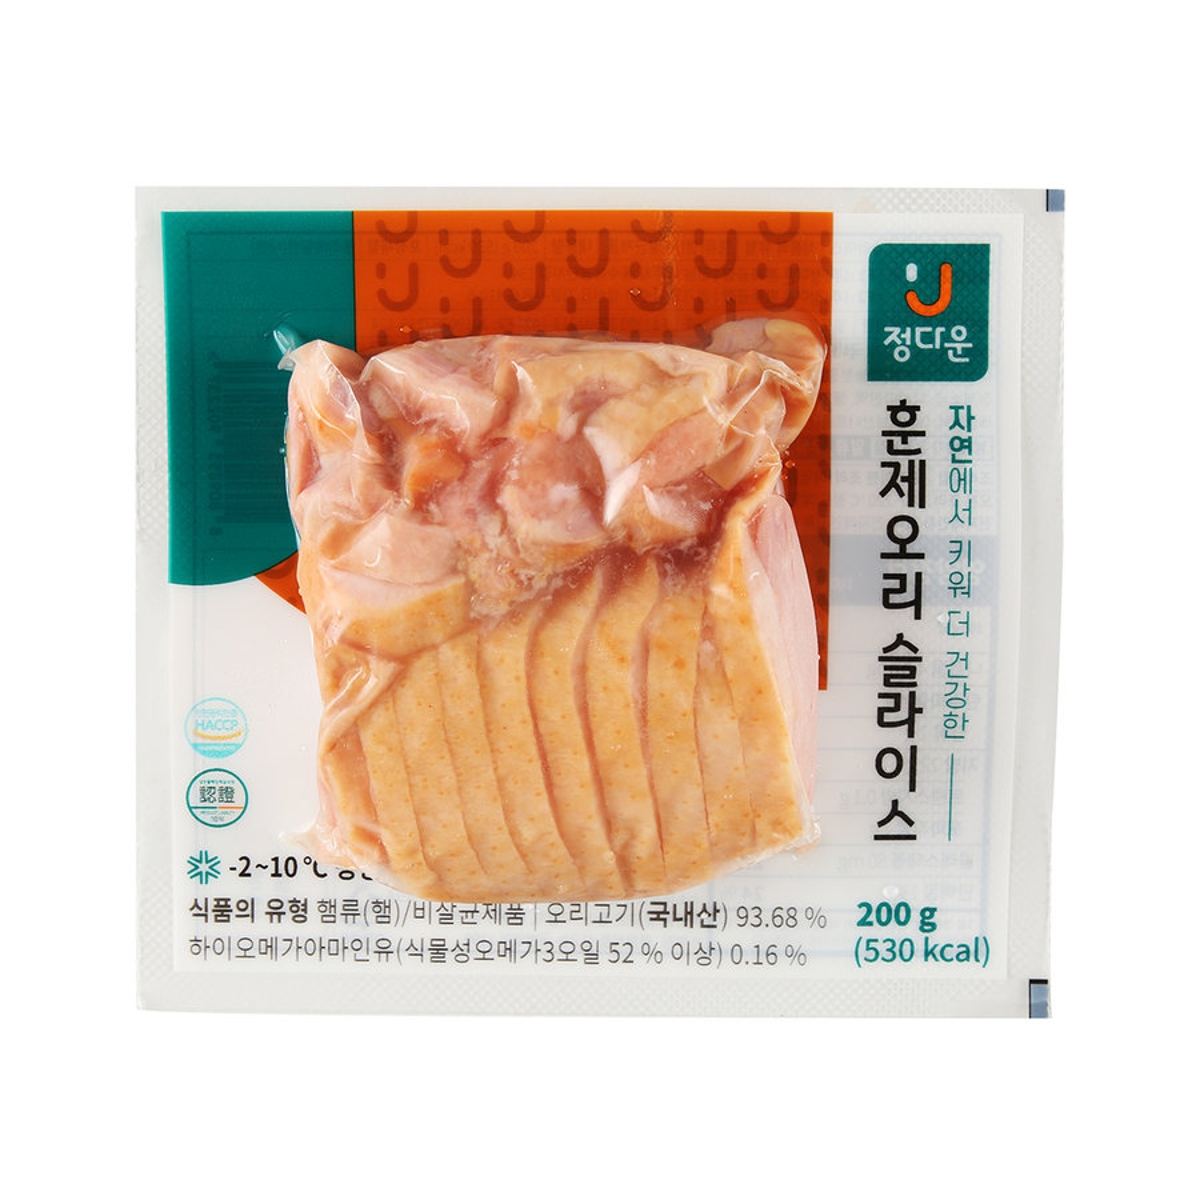 정다운
자연에서 키워 더 건강한
훈제오리 슬라이스
HACCP
認證
-2~10 ℃
식품의 유형 햄류(햄)/비살균제품 | 오리고기(국내산) 93.68 %
하이오메가아마인유(식물성오메가3오일 52 % 이상) 0.16 %
200 g
(530 kcal)